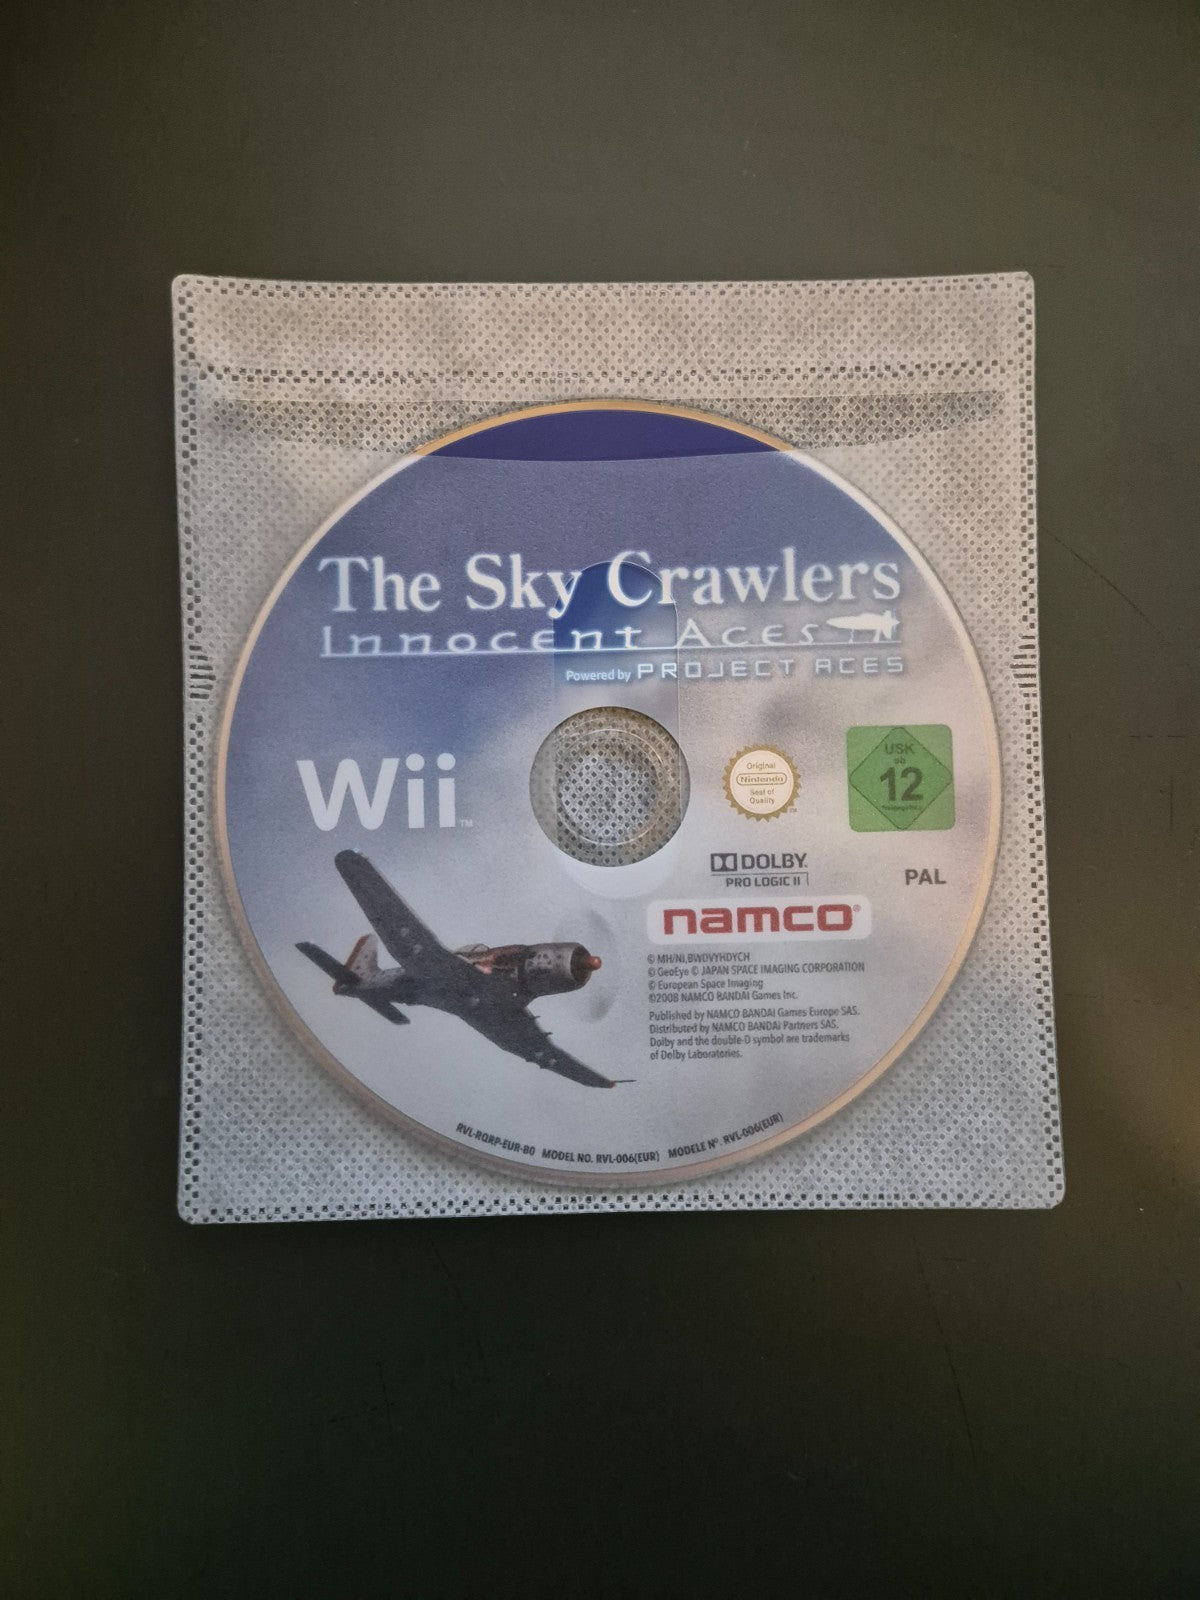 The Sky Crawlers
Innocent Aces
Powered by PROJECT ACES
Wii™
Original
Nintendo
Seal of
Quality
TM
USK
ab
12
DOLBY
PRO LOGIC II
PAL
namco®
© MH/NI,BWDVYHDYCH
© GeoEye © JAPAN SPACE IMAGING CORPORATION
© European Space Imaging
©2008 NAMCO BANDAI Games Inc.
Published by NAMCO BANDAI Games Europe SAS.
Distributed by NAMCO BANDAI Partners SAS.
Dolby and the double-D symbol are trademarks
of Dolby Laboratories.
RVL-RQRP-EUR-B0 MODEL NO. RVL-006(EUR) MODELE N°. RVL-006(EUR)